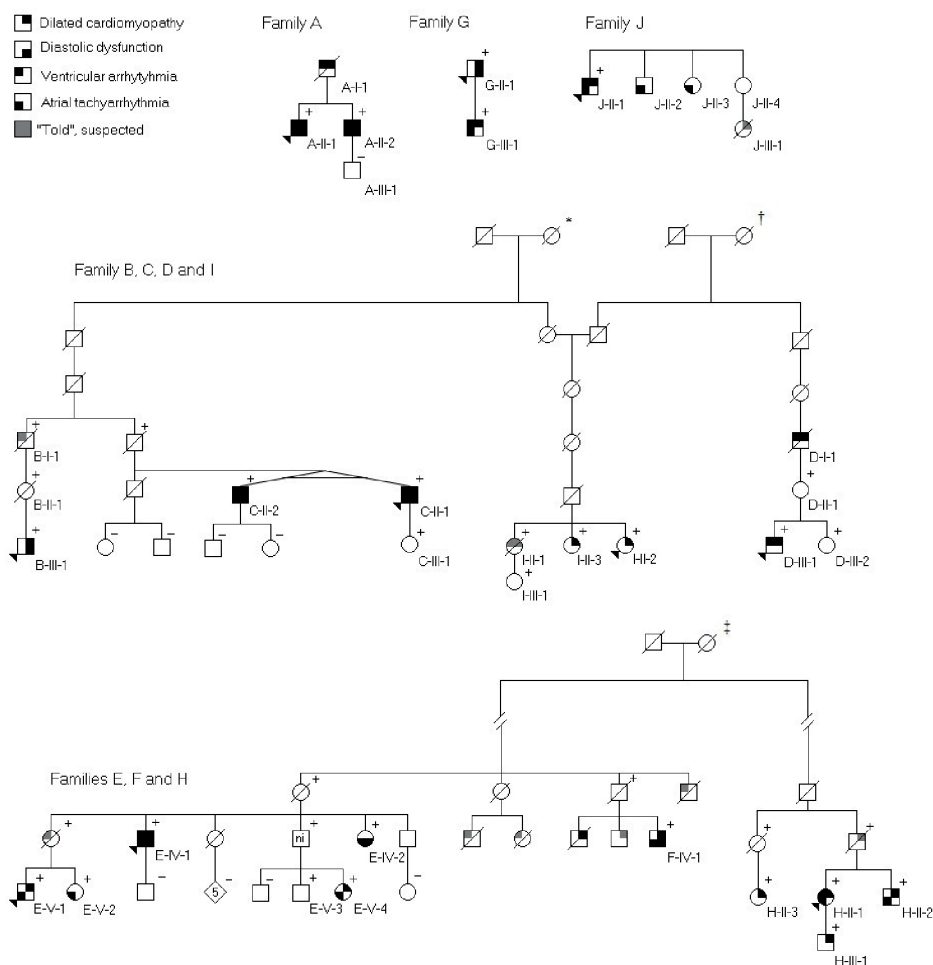 Dilated cardiomyopathy
Diastolic dysfunction
Ventricular arrhytyhmia
Atrial tachyarrhythmia
"Told", suspected
Family A
Family G
Family J
A-I-1
+ +
A-II-1 A-II-2
–
A-III-1
+
G-II-1
+
G-III-1
+
J-II-1 J-II-2 J-II-3 J-II-4
J-III-1
* †
Family B, C, D and I
+ +
B-I-1
+
B-II-1
+
B-III-1
– –
+ +
C-II-2 C-II-1
– – +
C-III-1
+ +
I-II-1 I-II-3 I-II-2
+
I-III-1
D-I-1
+
D-II-1
+ +
D-III-1 D-III-2
‡
Families E, F and H
+ +
+ + + + +
ni
E-IV-1 E-IV-2 F-IV-1
+ + – – – + + –
5
E-V-1 E-V-2 E-V-3 E-V-4
+ +
+ +
H-II-3 H-II-1 H-II-2
+
H-III-1